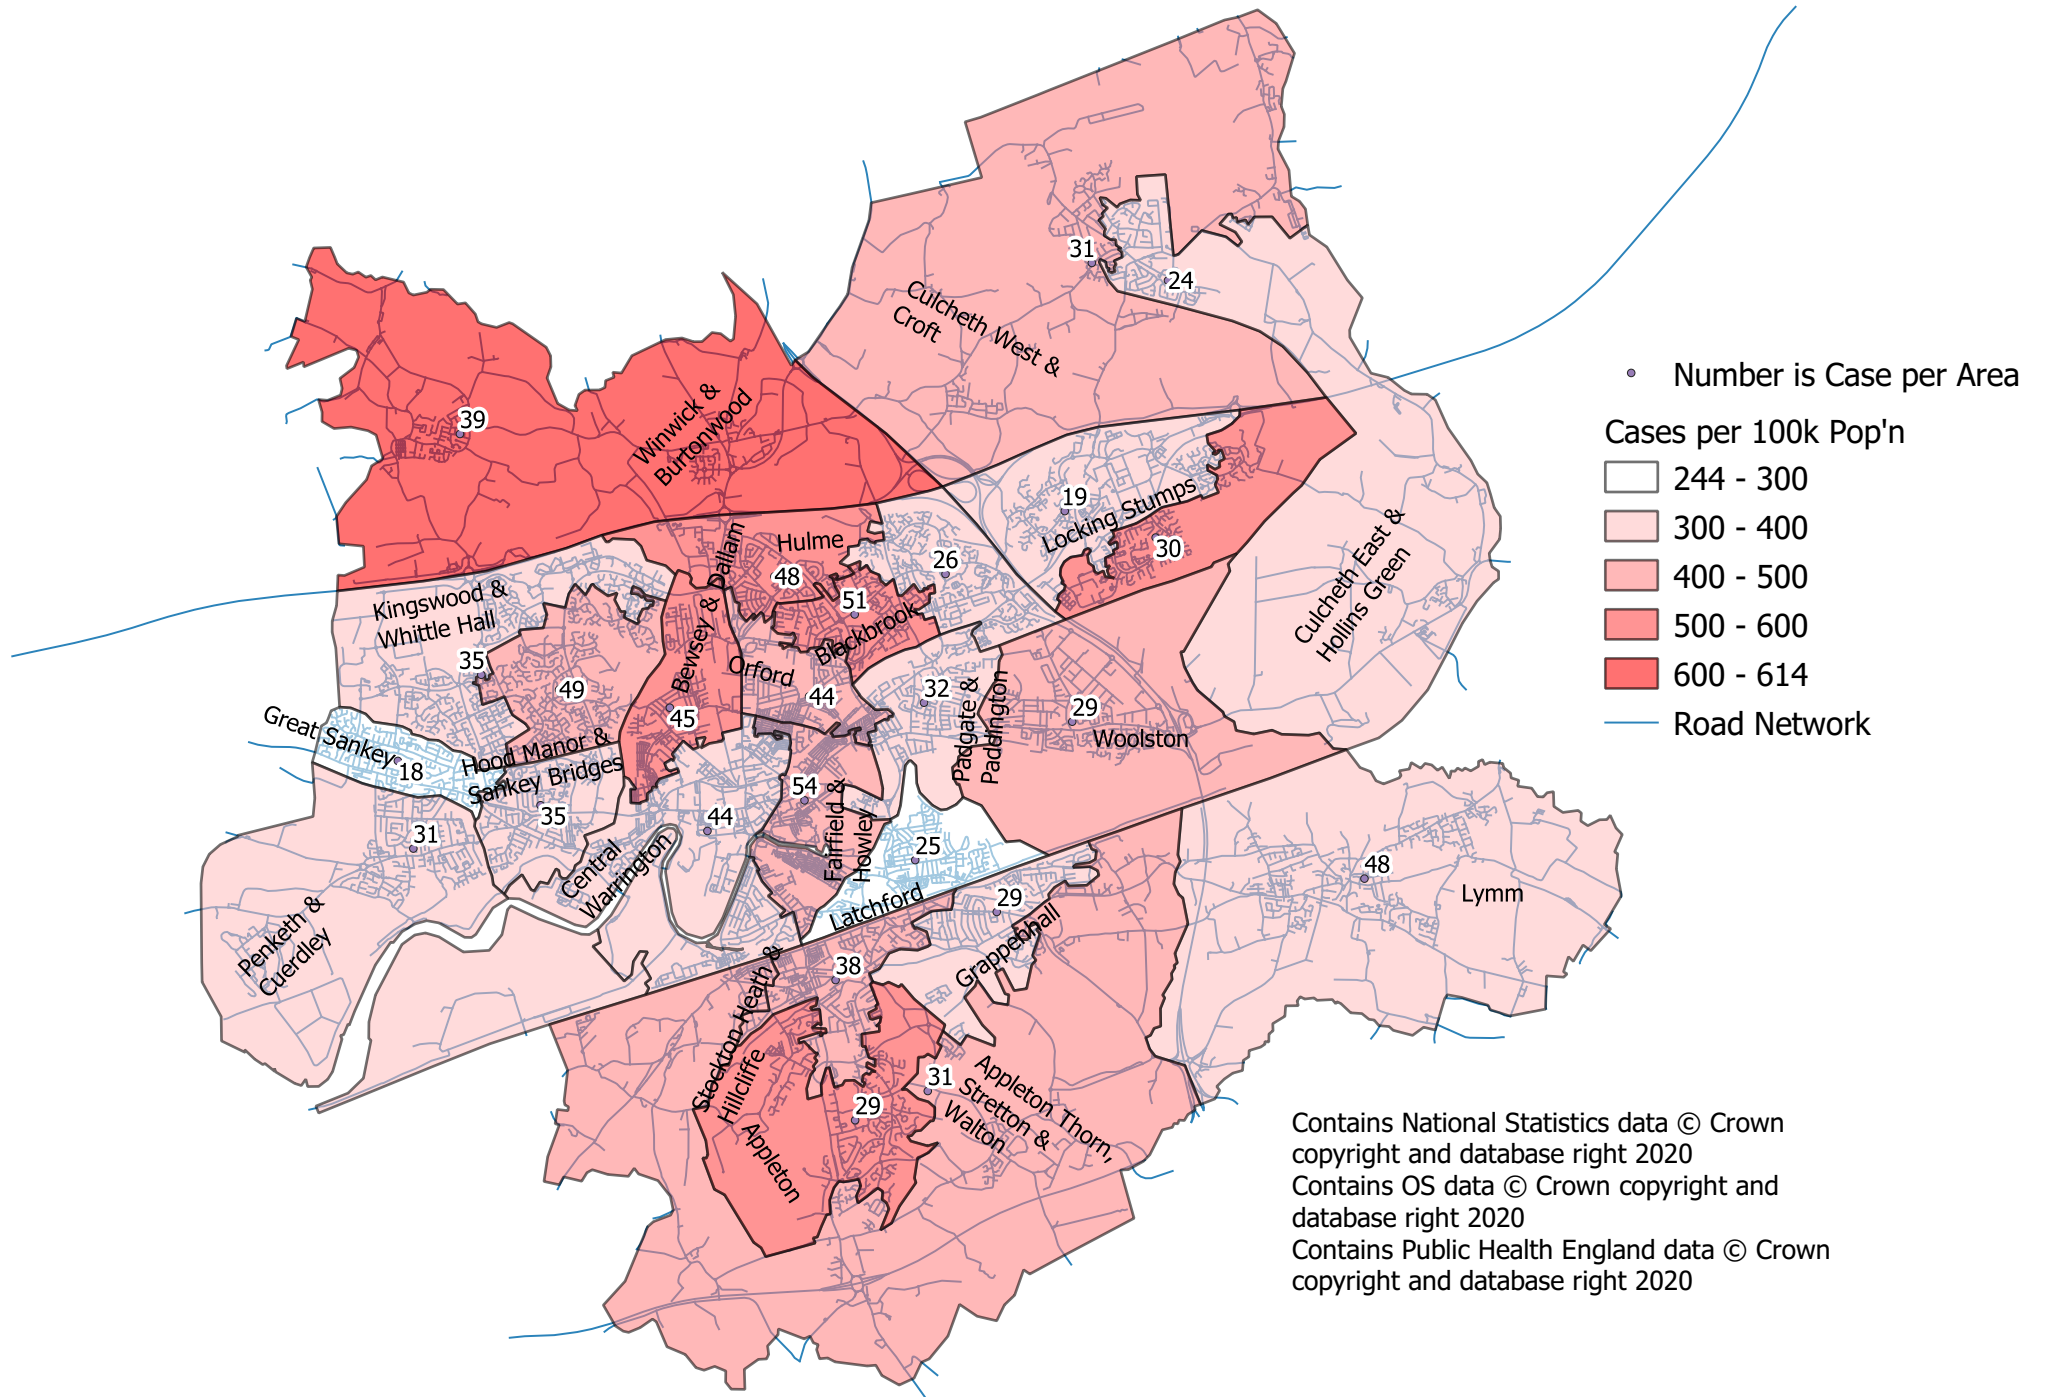 31
24
Culcheth West &
Croft
39
Winwick &
Burtonwood
19
Locking Stumps
30
Hulme
48
26
51
Blackbrook
Bewsey & Dallam
45
Orford
44
Kingswood &
Whittle Hall
35
49
Culcheth East &
Hollins Green
32
Padgate &
Paddington
29
Woolston
Great Sankey
18
Hood Manor &
Sankey Bridges
35
31
54
Fairfield &
Howley
44
Central
Warrington
25
Latchford
48
Lymm
29
Grappenhall
Penketh &
Cuerdley
38
Stockton Heath &
Hillcliffe
29
Appleton
31
Appleton Thorn,
Stretton &
Walton
Number is Case per Area
Cases per 100k Pop'n
244 - 300
300 - 400
400 - 500
500 - 600
600 - 614
Road Network
Contains National Statistics data © Crown
copyright and database right 2020
Contains OS data © Crown copyright and
database right 2020
Contains Public Health England data © Crown
copyright and database right 2020